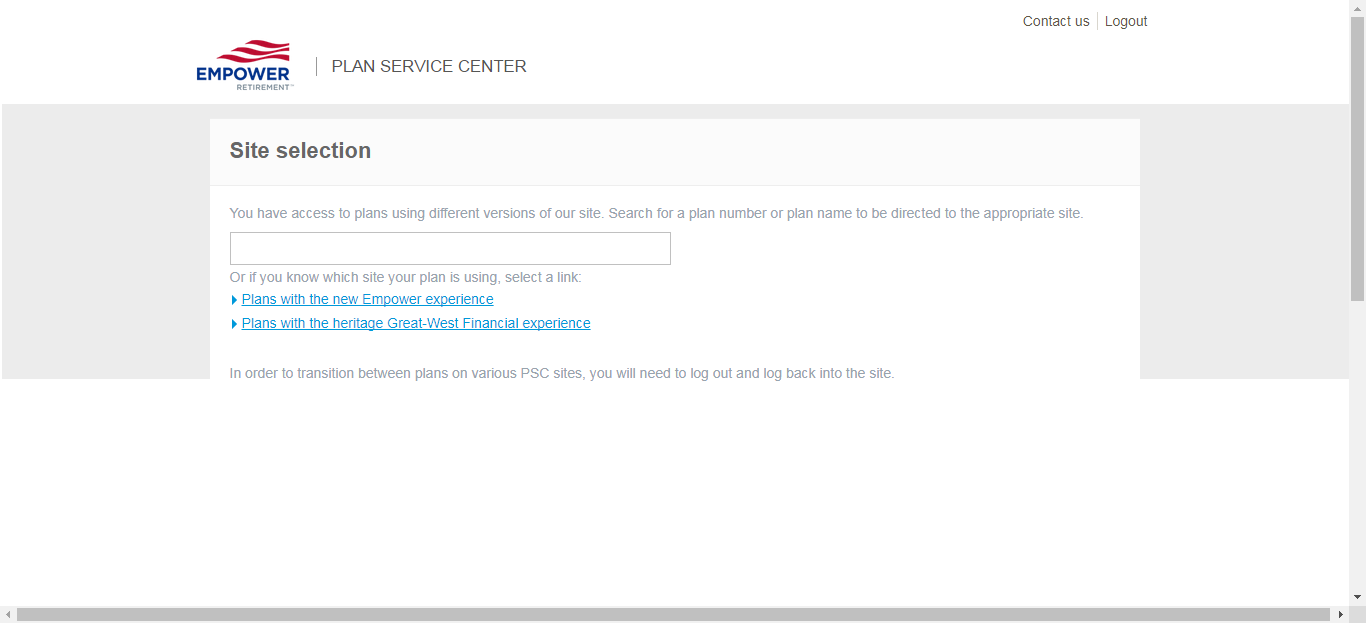 Contact us
Logout
EMPOWER
RETIREMENT™
PLAN SERVICE CENTER
Site selection
You have access to plans using different versions of our site. Search for a plan number or plan name to be directed to the appropriate site.
Or if you know which site your plan is using, select a link:
Plans with the new Empower experience
Plans with the heritage Great-West Financial experience
In order to transition between plans on various PSC sites, you will need to log out and log back into the site.